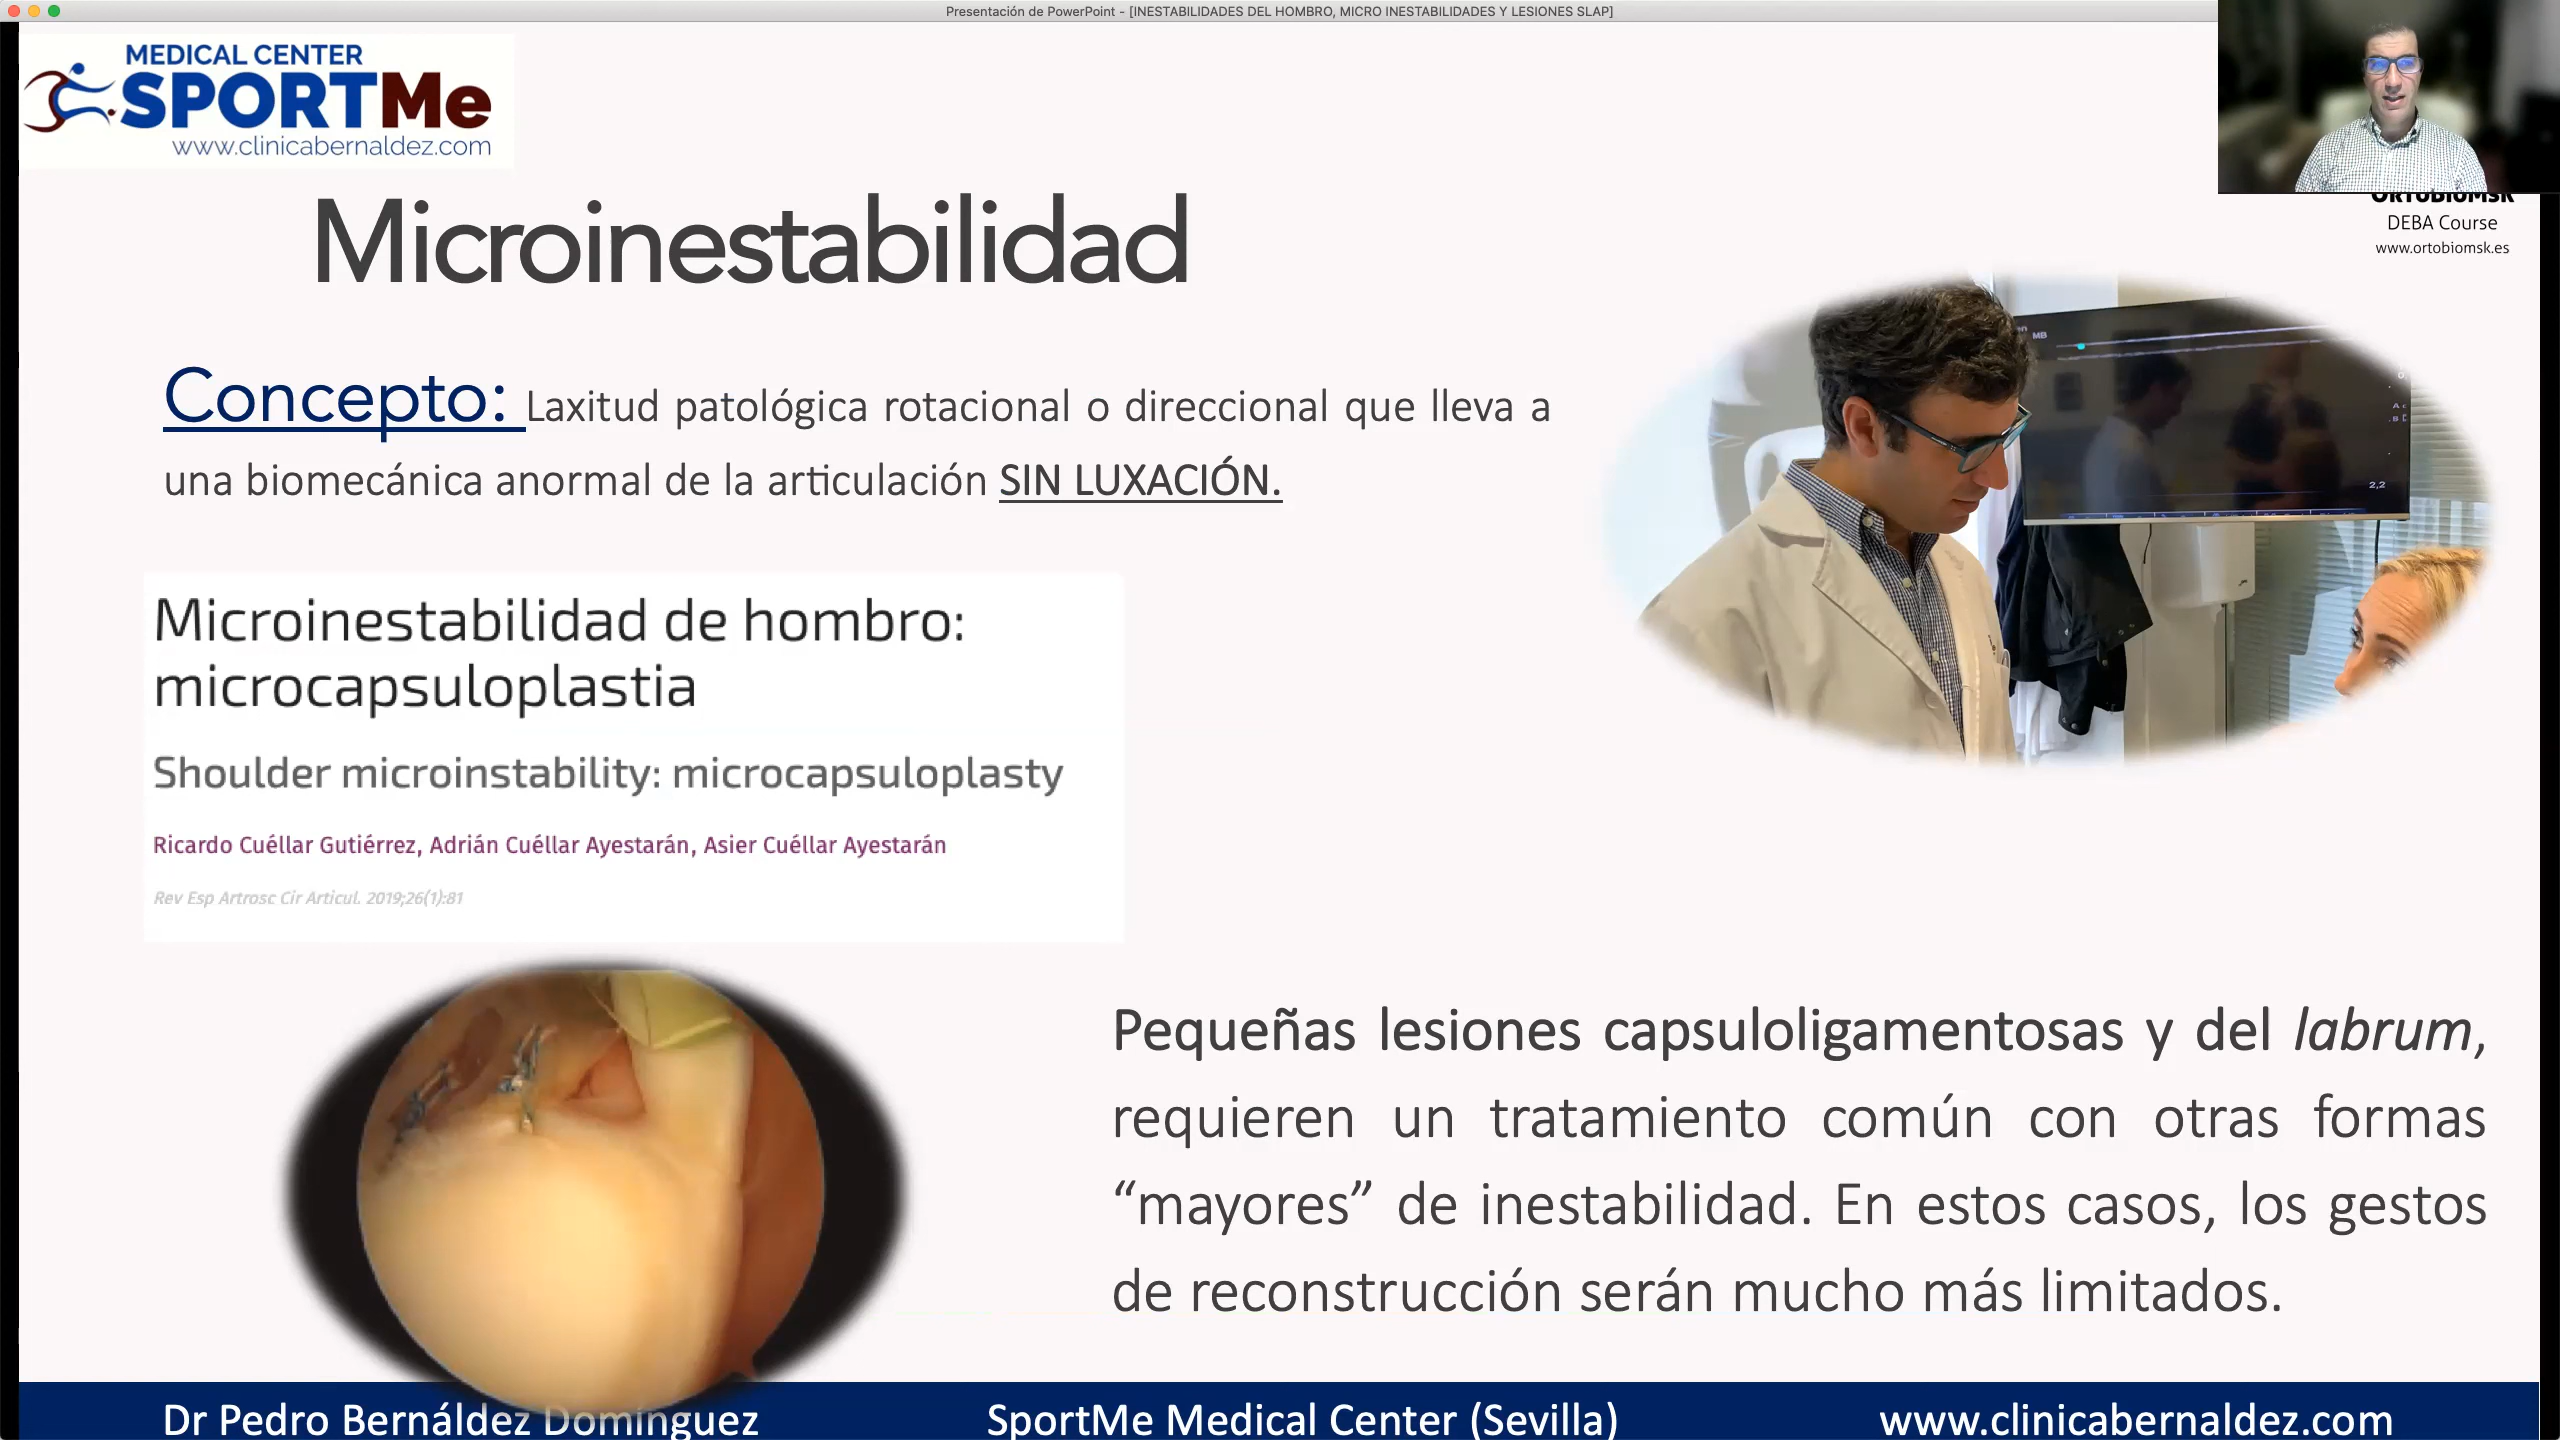 Presentación de PowerPoint - [INESTABILIDADES DEL HOMBRO, MICRO INESTABILIDADES Y LESIONES SLAP]
MEDICAL CENTER
SPORTMe
www.clinicabernaldez.com
ORTOBIOMSK
DEBA Course
www.ortobiomsk.es
Microinestabilidad
Concepto: Laxitud patológica rotacional o direccional que lleva a
una biomecánica anormal de la articulación SIN LUXACIÓN.
MB
2,2
Microinestabilidad de hombro:
microcapsuloplastia
Shoulder microinstability: microcapsuloplasty
Ricardo Cuéllar Gutiérrez, Adrián Cuéllar Ayestarán, Asier Cuéllar Ayestarán
Rev Esp Artrosc Cir Articul. 2019;26(1):81
Pequeñas lesiones capsuloligamentosas y del labrum,
requieren un tratamiento común con otras formas
“mayores” de inestabilidad. En estos casos, los gestos
de reconstrucción serán mucho más limitados.
Dr Pedro Bernáldez Domínguez
SportMe Medical Center (Sevilla)
www.clinicabernaldez.com